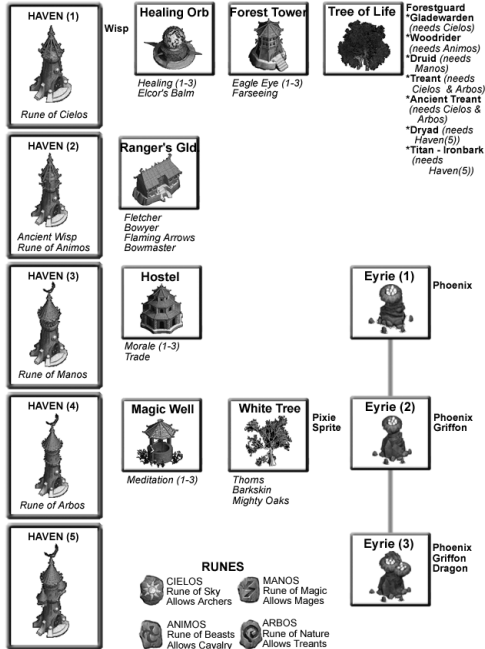 HAVEN (1)
Rune of Cielos
Wisp
Healing Orb
Healing (1-3)
Elcor's Balm
Forest Tower
Eagle Eye (1-3)
Farseeing
Tree of Life
Forestguard
*Gladewarden
(needs Cielos)
*Woodrider
(needs Animos)
*Druid (needs
Manos)
*Treant (needs
Cielos & Arbos)
*Ancient Treant
(needs Cielos &
Arbos)
*Dryad (needs
Haven(5))
*Titan - Ironbark
(needs
Haven(5))
HAVEN (2)
Ancient Wisp
Rune of Animos
Ranger's Gld
Fletcher
Bowyer
Flaming Arrows
Bowmaster
HAVEN (3)
Rune of Manos
Hostel
Morale (1-3)
Trade
Eyrie (1)
Phoenix
HAVEN (4)
Rune of Arbos
Magic Well
Meditation (1-3)
White Tree
Thorns
Barkskin
Mighty Oaks
Pixie
Sprite
Eyrie (2)
Phoenix
Griffon
HAVEN (5)
Eyrie (3)
Phoenix
Griffon
Dragon
RUNES
CIELOS
Rune of Sky
Allows Archers
MANOS
Rune of Magic
Allows Mages
ANIMOS
Rune of Beasts
Allows Cavalry
ARBOS
Rune of Nature
Allows Treants